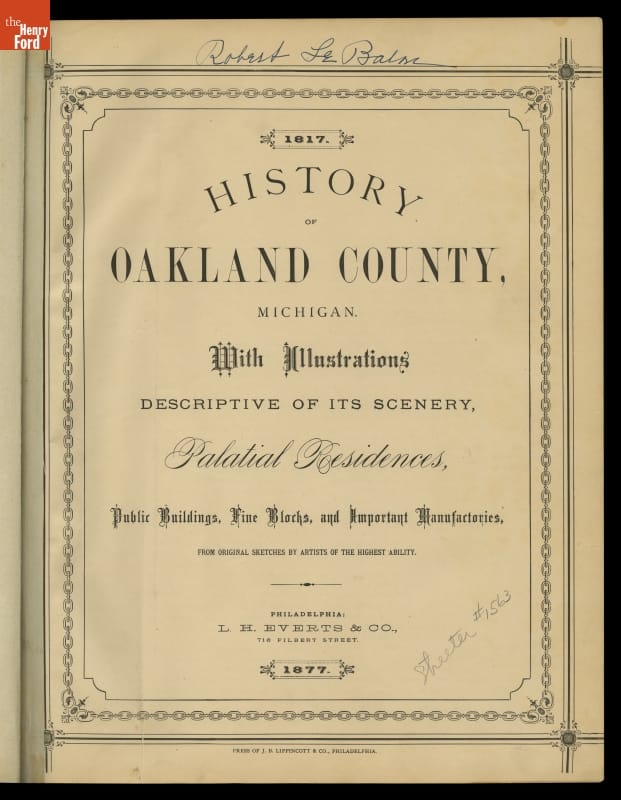 the
Henry
Ford
Robert Le Baron
1817.
HISTORY
OF
OAKLAND COUNTY,
MICHIGAN.
With Illustrations
DESCRIPTIVE OF ITS SCENERY,
Palatial Residences,
Public Buildings, Fine Blocks, and Important Manufactories,
FROM ORIGINAL SKETCHES BY ARTISTS OF THE HIGHEST ABILITY.
PHILADELPHIA:
L. H. EVERTS & CO.,
716 FILBERT STREET.
#1563
1877.
PRESS OF J. B. LIPPINCOTT & CO., PHILADELPHIA.